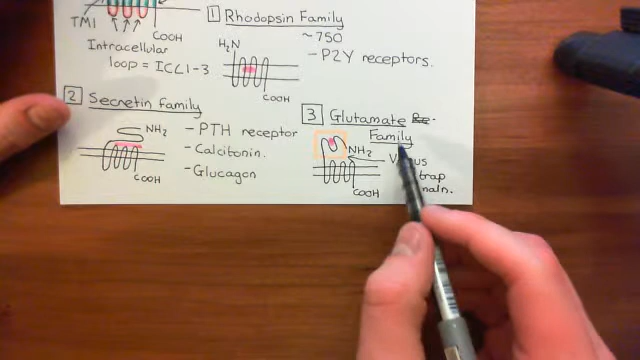 TM1
COOH
Intracellular
loop = ICL1-3
1 Rhodopsin Family
~750
- P2Y receptors.
H2N
COOH
2 Secretin Family
NH2
COOH
- PTH receptor
- Calcitonin.
- Glucagon
3 Glutamate
Family
NH2
COOH
trap